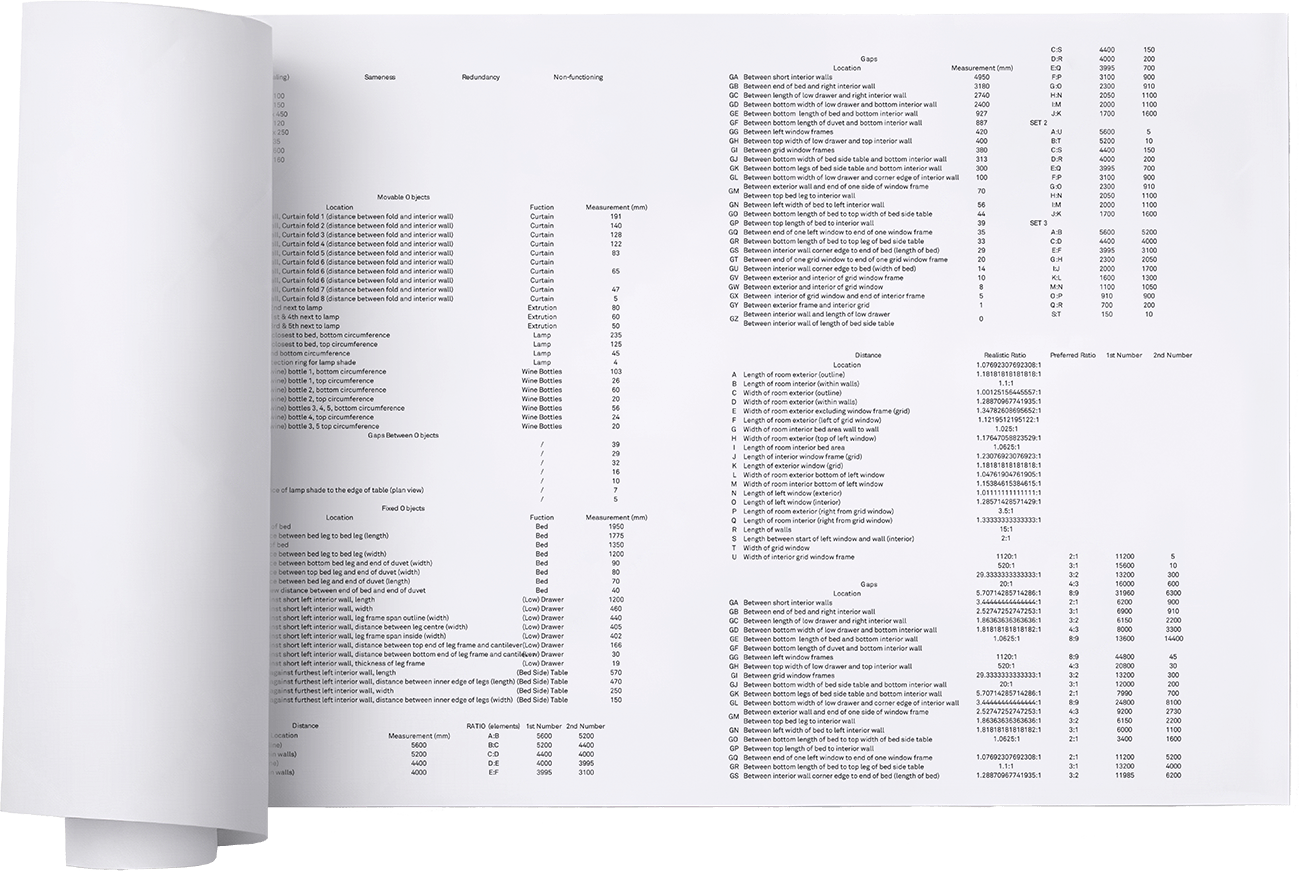 Sameness Redundancy Non-functioning
100
150
450
120
250
Movable Objects
Location Fuction Measurement (mm)
Curtain fold 1 (distance between fold and interior wall) Curtain 191
Curtain fold 2 (distance between fold and interior wall) Curtain 140
Curtain fold 3 (distance between fold and interior wall) Curtain 128
Curtain fold 4 (distance between fold and interior wall) Curtain 122
Curtain fold 5 (distance between fold and interior wall) Curtain 83
Curtain fold 6 (distance between fold and interior wall) Curtain
Curtain fold 6 (distance between fold and interior wall) Curtain 65
Curtain fold 6 (distance between fold and interior wall) Curtain
Curtain fold 7 (distance between fold and interior wall) Curtain 47
Curtain fold 8 (distance between fold and interior wall) Curtain 5
next to lamp Extrution 80
& 4th next to lamp Extrution 60
& 5th next to lamp Extrution 50
closest to bed, bottom circumference Lamp 235
closest to bed, top circumference Lamp 125
bottom circumference Lamp 45
ring for lamp shade Lamp 4
bottle 1, bottom circumference Wine Bottles 103
bottle 1, top circumference Wine Bottles 26
bottle 2, bottom circumference Wine Bottles 60
bottle 2, top circumference Wine Bottles 20
bottles 3, 4, 5, bottom circumference Wine Bottles 56
bottle 4, top circumference Wine Bottles 24
bottle 3, 5 top circumference Wine Bottles 20
Gaps Between Objects
/ 39
/ 29
/ 32
/ 16
/ 10
of lamp shade to the edge of table (plan view) / 7
/ 5
Fixed Objects
Location Fuction Measurement (mm)
of bed Bed 1950
between bed leg to bed leg (length) Bed 1775
bed Bed 1350
between bed leg to bed leg (width) Bed 1200
between bottom bed leg and end of duvet (width) Bed 90
between top bed leg and end of duvet (width) Bed 80
between bed leg and end of duvet (length) Bed 70
distance between end of bed and end of duvet Bed 40
short left interior wall, length (Low) Drawer 1200
short left interior wall, width (Low) Drawer 460
short left interior wall, leg frame span outline (width) (Low) Drawer 440
short left interior wall, distance between leg centre (width) (Low) Drawer 405
short left interior wall, leg frame span inside (width) (Low) Drawer 402
short left interior wall, distance between top end of leg frame and cantilever (Low) Drawer 166
short left interior wall, distance between bottom end of leg frame and cantilever (Low) Drawer 30
short left interior wall, thickness of leg frame (Low) Drawer 19
against furthest left interior wall, length (Bed Side) Table 570
against furthest left interior wall, distance between inner edge of legs (length) (Bed Side) Table 470
against furthest left interior wall, width (Bed Side) Table 250
against furthest left interior wall, distance between inner edge of legs (width) (Bed Side) Table 150
Distance RATIO (elements) 1st Number 2nd Number
Location Measurement (mm) A:B 5600 5200
5600 B:C 5200 4400
walls) 5200 C:D 4400 4000
4400 D:E 4000 3995
walls) 4000 E:F 3995 3100
C:S 4400 150
Gaps D:R 4000 200
Location Measurement (mm) E:Q 3995 700
GA Between short interior walls 4950 F:P 3100 900
GB Between end of bed and right interior wall 3180 G:O 2300 910
GC Between length of low drawer and right interior wall 2740 H:N 2050 1100
GD Between bottom width of low drawer and bottom interior wall 2400 I:M 2000 1100
GE Between bottom length of bed and bottom interior wall 927 J:K 1700 1600
GF Between bottom length of duvet and bottom interior wall 887 SET 2
GG Between left window frames 420 A:U 5600 5
GH Between top width of low drawer and top interior wall 400 B:T 5200 10
GI Between grid window frames 380 C:S 4400 150
GJ Between bottom width of bed side table and bottom interior wall 313 D:R 4000 200
GK Between bottom legs of bed side table and bottom interior wall 300 E:Q 3995 700
GL Between bottom width of low drawer and corner edge of interior wall 100 F:P 3100 900
GM Between exterior wall and end of one side of window frame 70 G:O 2300 910
Between top bed leg to interior wall H:N 2050 1100
GN Between left width of bed to left interior wall 56 I:M 2000 1100
GO Between bottom length of bed to top width of bed side table 44 J:K 1700 1600
GP Between top length of bed to interior wall 39 SET 3
GQ Between end of one left window to end of one window frame 35 A:B 5600 5200
GR Between bottom length of bed to top leg of bed side table 33 C:D 4400 4000
GS Between interior wall corner edge to end of bed (length of bed) 29 E:F 3995 3100
GT Between end of one grid window to end of one grid window frame 20 G:H 2300 2050
GU Between interior wall corner edge to bed (width of bed) 14 I:J 2000 1700
GV Between exterior and interior of grid window frame 10 K:L 1600 1300
GW Between exterior and interior of grid window 8 M:N 1100 1050
GX interior of grid window and end of interior frame 5 O:P 910 900
GY Between exterior frame and interior grid 1 Q:R 700 200
GZ Between interior wall and length of low drawer 0 S:T 150 10
Between interior wall of length of bed side table
Distance Realistic Ratio Preferred Ratio 1st Number 2nd Number
Location 1.07692307692308:1
A Length of room exterior (outline) 1.18181818181818:1
B Length of room interior (within walls) 1.1:1
C Width of room exterior (outline) 1.00125156445557:1
D Width of room exterior (within walls) 1.28870967741935:1
E Width of room exterior excluding window frame (grid) 1.34782608695652:1
F Length of room exterior (left of grid window) 1.1219512195122:1
G Width of room interior bed area wall to wall 1.025:1
H Width of room exterior (top of left window) 1.17647058823529:1
I Length of room interior bed area 1.0625:1
J Length of interior window frame (grid) 1.23076923076923:1
K Length of exterior window (grid) 1.18181818181818:1
L Width of room exterior bottom of left window 1.04761904761905:1
M Width of room interior bottom of left window 1.15384615384615:1
N Length of left window (exterior) 1.01111111111111:1
O Length of left window (interior) 1.28571428571429:1
P Length of room exterior (right from grid window) 3.5:1
Q Length of room interior (right from grid window) 1.33333333333333:1
R Length of walls 15:1
S Length between start of left window and wall (interior) 2:1
T Width of grid window
U Width of interior grid window frame 1120:1 2:1 11200 5
520:1 3:1 15600 10
29.3333333333333:1 3:2 13200 300
Gaps 20:1 4:3 16000 600
Location 5.70714285714286:1 8:9 31960 6300
GA Between short interior walls 3.44444444444444:1 2:1 6200 900
GB Between end of bed and right interior wall 2.52747252747253:1 3:1 6900 910
GC Between length of low drawer and right interior wall 1.86363636363636:1 3:2 6150 2200
GD Between bottom width of low drawer and bottom interior wall 1.81818181818182:1 4:3 8000 3300
GE Between bottom length of bed and bottom interior wall 1.0625:1 8:9 13600 14400
GF Between bottom length of duvet and bottom interior wall
GG Between left window frames 1120:1 8:9 44800 45
GH Between top width of low drawer and top interior wall 520:1 4:3 20800 30
GI Between grid window frames 29.3333333333333:1 3:2 13200 300
GJ Between bottom width of bed side table and bottom interior wall 20:1 3:1 12000 200
GK Between bottom legs of bed side table and bottom interior wall 5.70714285714286:1 2:1 7990 700
GL Between bottom width of low drawer and corner edge of interior wall 3.44444444444444:1 8:9 24800 8100
GM Between exterior wall and end of one side of window frame 2.52747252747253:1 4:3 9200 2730
Between top bed leg to interior wall 1.86363636363636:1 3:2 6150 2200
GN Between left width of bed to left interior wall 1.81818181818182:1 3:1 6000 1100
GO Between bottom length of bed to top width of bed side table 1.0625:1 2:1 3400 1600
GP Between top length of bed to interior wall
GQ Between end of one left window to end of one window frame 1.07692307692308:1 2:1 11200 5200
GR Between bottom length of bed to top leg of bed side table 1.1:1 3:1 13200 4000
GS Between interior wall corner edge to end of bed (length of bed) 1.28870967741935:1 3:2 11985 6200